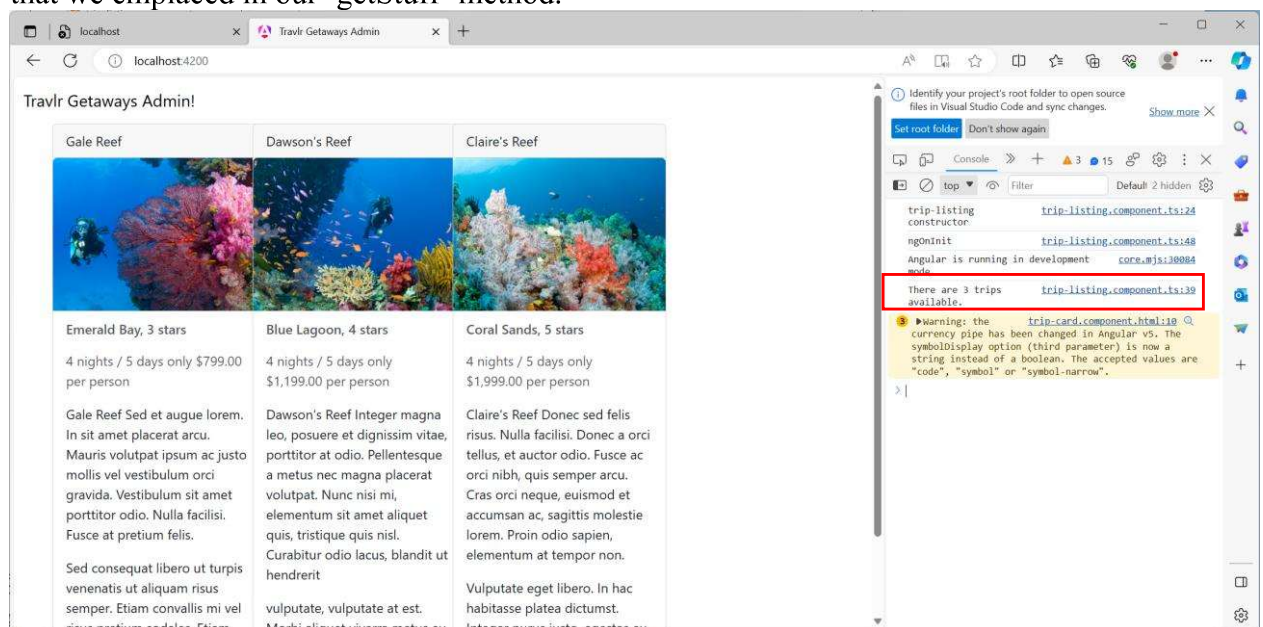 that we emplaced in our "getStuff" method.
localhost
Travlr Getaways Admin
localhost:4200
Travlr Getaways Admin!
Gale Reef
Emerald Bay, 3 stars
4 nights / 5 days only $799.00
per person
Gale Reef Sed et augue lorem.
In sit amet placerat arcu.
Mauris volutpat ipsum ac justo
mollis vel vestibulum orci
gravida. Vestibulum sit amet
porttitor odio. Nulla facilisi.
Fusce at pretium felis.
Sed consequat libero ut turpis
venenatis ut aliquam risus
semper. Etiam convallis mi vel
Dawson's Reef
Blue Lagoon, 4 stars
4 nights / 5 days only
$1,199.00 per person
Dawson's Reef Integer magna
leo, posuere et dignissim vitae,
porttitor at odio. Pellentesque
a metus nec magna placerat
volutpat. Nunc nisi mi,
elementum sit amet aliquet
quis, tristique quis nisl.
Curabitur odio lacus, blandit ut
hendrerit
vulputate, vulputate at est.
Claire's Reef
Coral Sands, 5 stars
4 nights / 5 days only
$1,999.00 per person
Claire's Reef Donec sed felis
risus. Nulla facilisi. Donec a orci
tellus, et auctor odio. Fusce ac
orci nibh, quis semper arcu.
Cras orci neque, euismod et
accumsan ac, sagittis molestie
lorem. Proin odio sapien,
elementum at tempor non.
Vulputate eget libero. In hac
habitasse platea dictumst.
Identify your project's root folder to open source
files in Visual Studio Code and sync changes.
Show more
Set root folder Don't show again
Console
3 15
top Filter Defaul 2 hidden
trip-listing trip-listing.component.ts:24
constructor
ngOnInit trip-listing.component.ts:48
Angular is running in development core.mjs:30084
mode
There are 3 trips trip-listing.component.ts:39
available.
3 Warning: the trip-card.component.html:10
currency pipe has been changed in Angular v5. The
symbolDisplay option (third parameter) is now a
string instead of a boolean. The accepted values are
"code", "symbol" or "symbol-narrow".